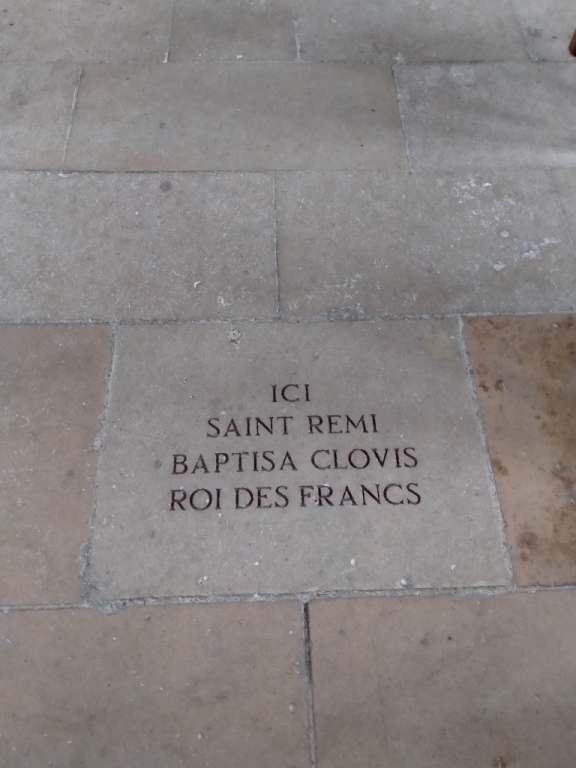 ICI
SAINT REMI
BAPTISA CLOVIS
ROI DES FRANCS